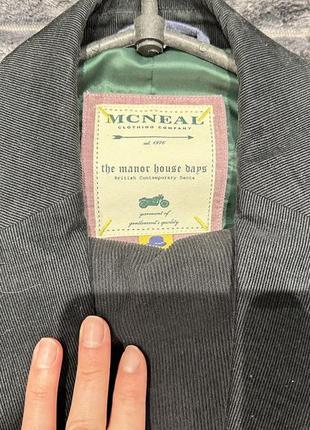 MCNEAL
CLOTHING COMPANY
est. 1976
the manor house days
British Contemporary Gents
garment of
gentlemen's quality